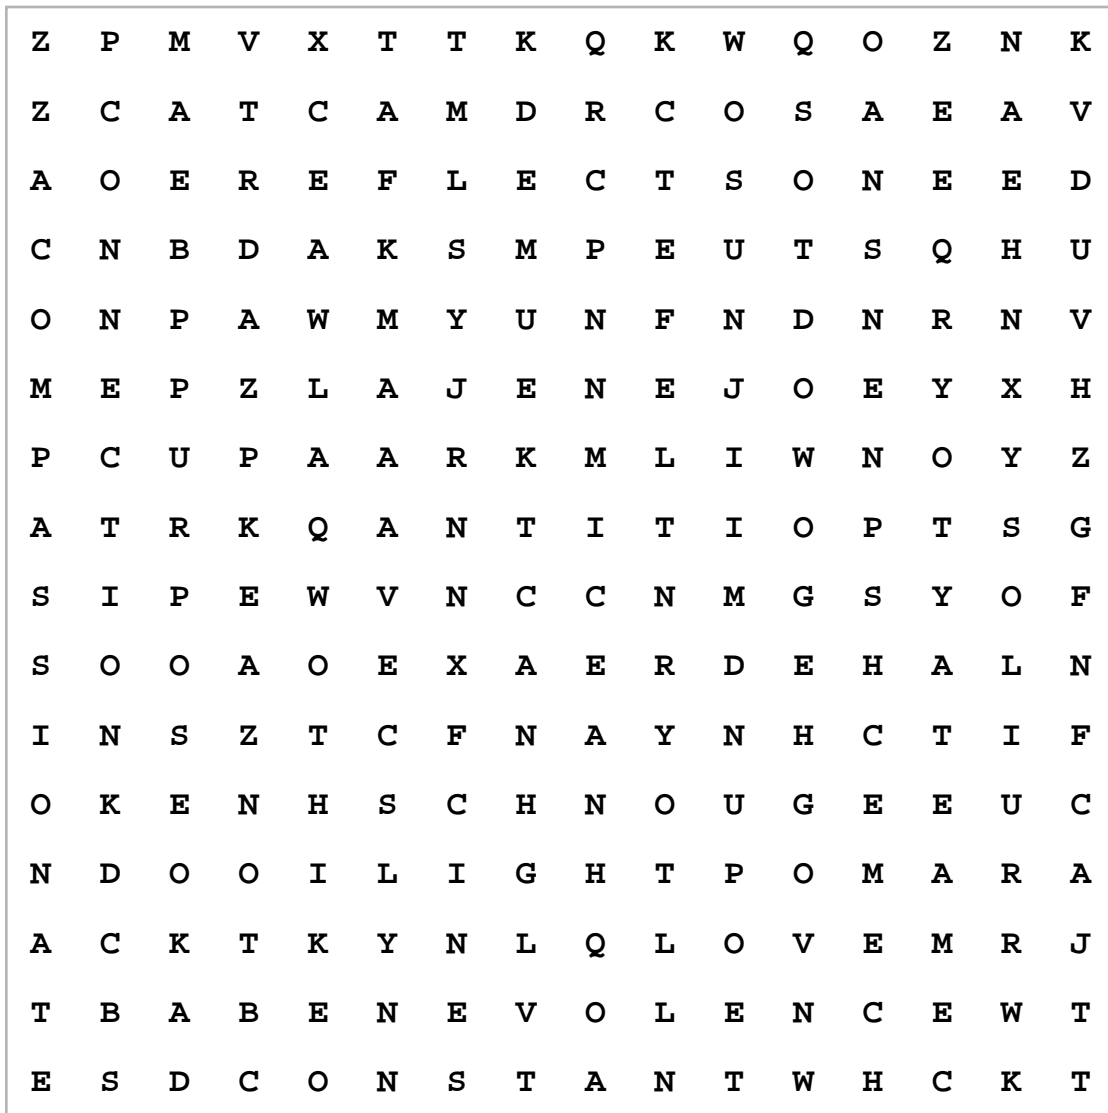 Z P M V X T T K Q K W Q O Z N K
Z C A T C A M D R C O S A E A V
A O E R E F L E C T S O N E E D
C N B D A K S M P E U T S Q H U
O N P A W M Y U N F N D N R N V
M E P Z L A J E N E J O E Y X H
P C U P A A R K M L I W N O Y Z
A T R K Q A N T I T I O P T S G
S I P E W V N C C N M G S Y O F
S O O A O E X A E R D E H A L N
I N S Z T C F N A Y N H C T I F
O K E N H S C H N O U G E E U C
N D O O I L I G H T P O M A R A
A C K T K Y N L Q L O V E M R J
T B A B E N E V O L E N C E W T
E S D C O N S T A N T W H C K T